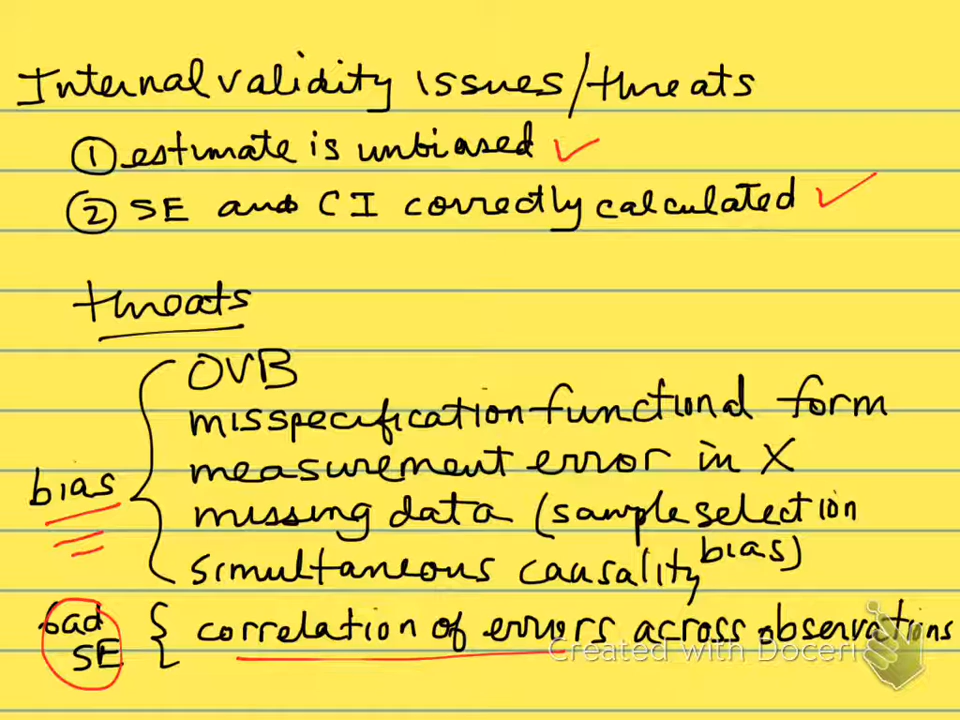 Internal validity issues/threats
① estimate is unbiased ✓
② SE and CI correctly calculated ✓
threats
OVB
misspecification-functional form
measurement error in X
bias
missing data (sample selection
bias)
simultaneous causality
bad
SE
correlation of errors across observations
Created with Doceri